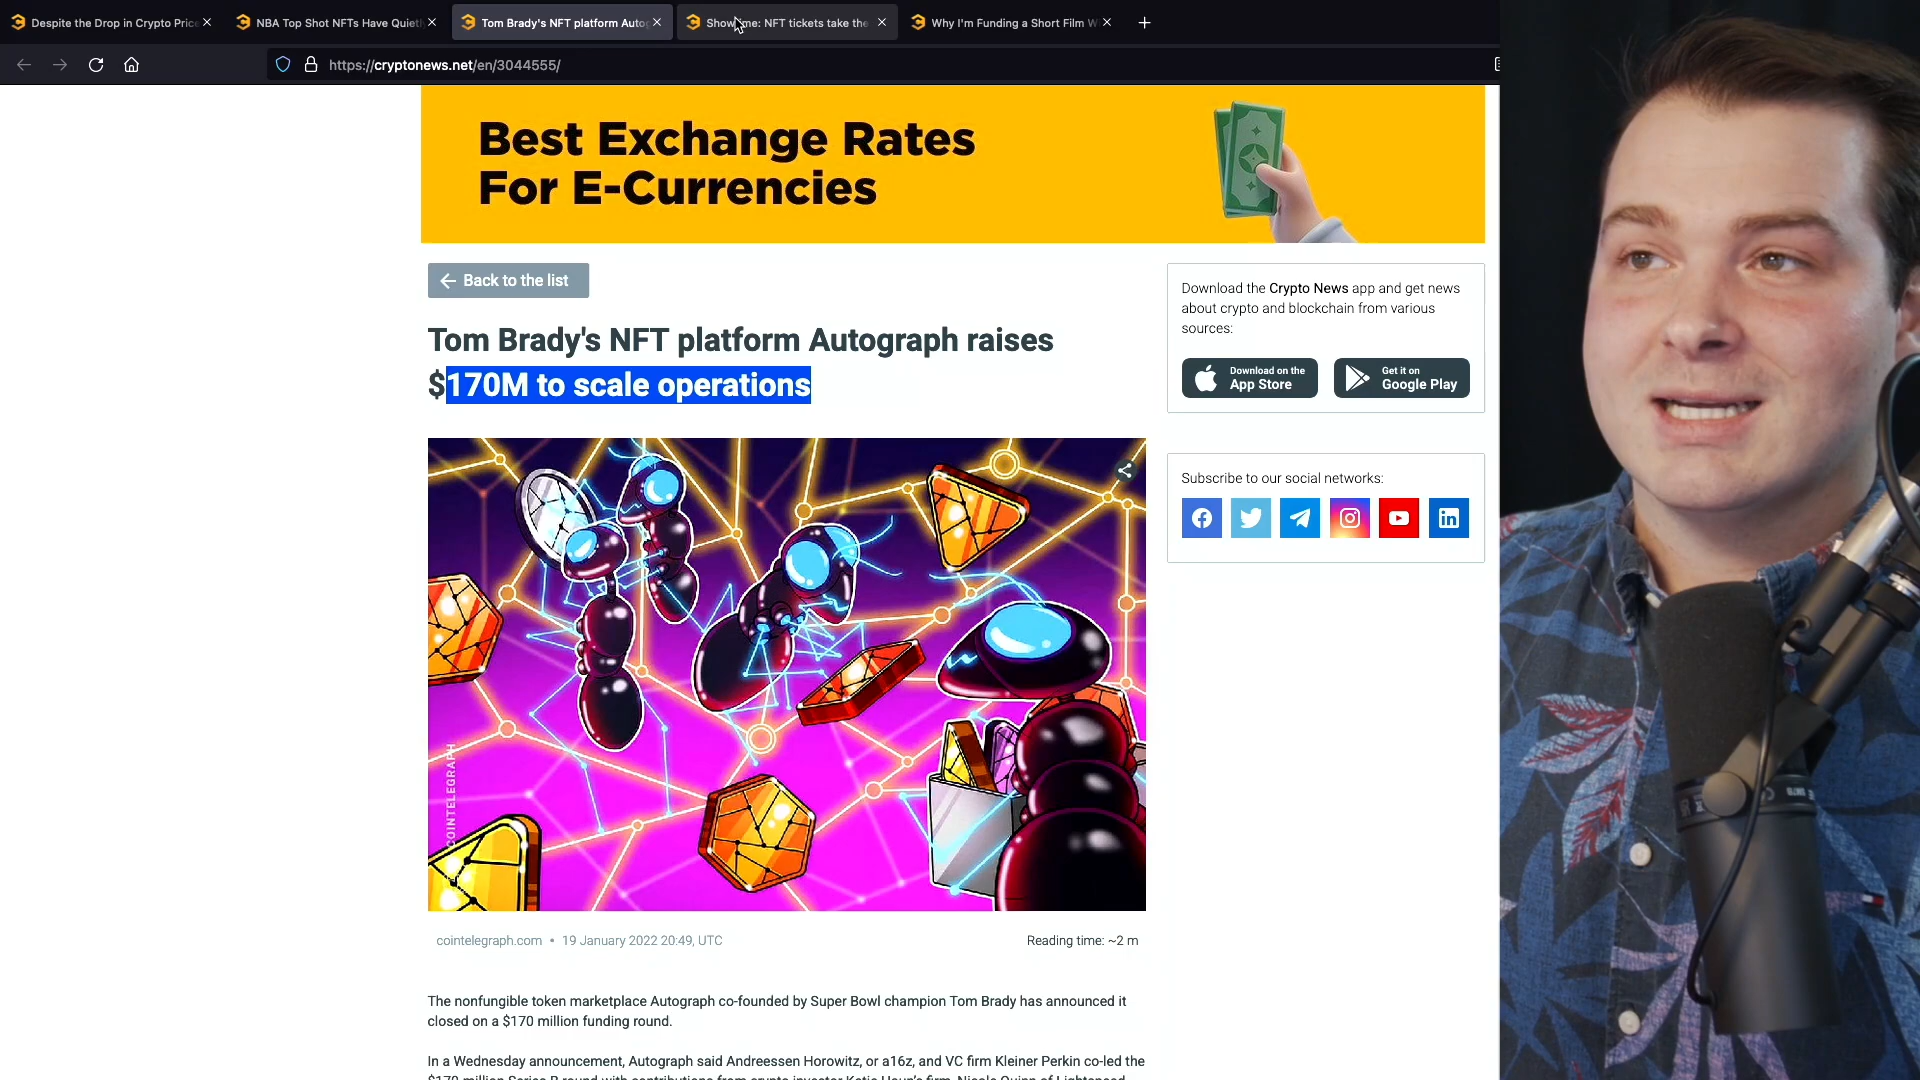 Despite the Drop in Crypto Pric
NBA Top Shot NFTs Have Quietl
Tom Brady's NFT platform Autog
Showtime: NFT tickets take the
Why I'm Funding a Short Film W
https://cryptonews.net/en/3044555/
Best Exchange Rates
For E-Currencies
Back to the list
Tom Brady's NFT platform Autograph raises
$170M to scale operations
Download the Crypto News app and get news
about crypto and blockchain from various
sources:
Download on the
App Store
Get it on
Google Play
Subscribe to our social networks:
COINTELEGRAPH
cointelegraph.com • 19 January 2022 20:49, UTC
Reading time: ~2 m
The nonfungible token marketplace Autograph co-founded by Super Bowl champion Tom Brady has announced it
closed on a $170 million funding round.
In a Wednesday announcement, Autograph said Andreessen Horowitz, or a16z, and VC firm Kleiner Perkin co-led the
$170 million Series B round with contributions from crypto investor Katie Haun's firm, Nicole Quinn of Lightspeed